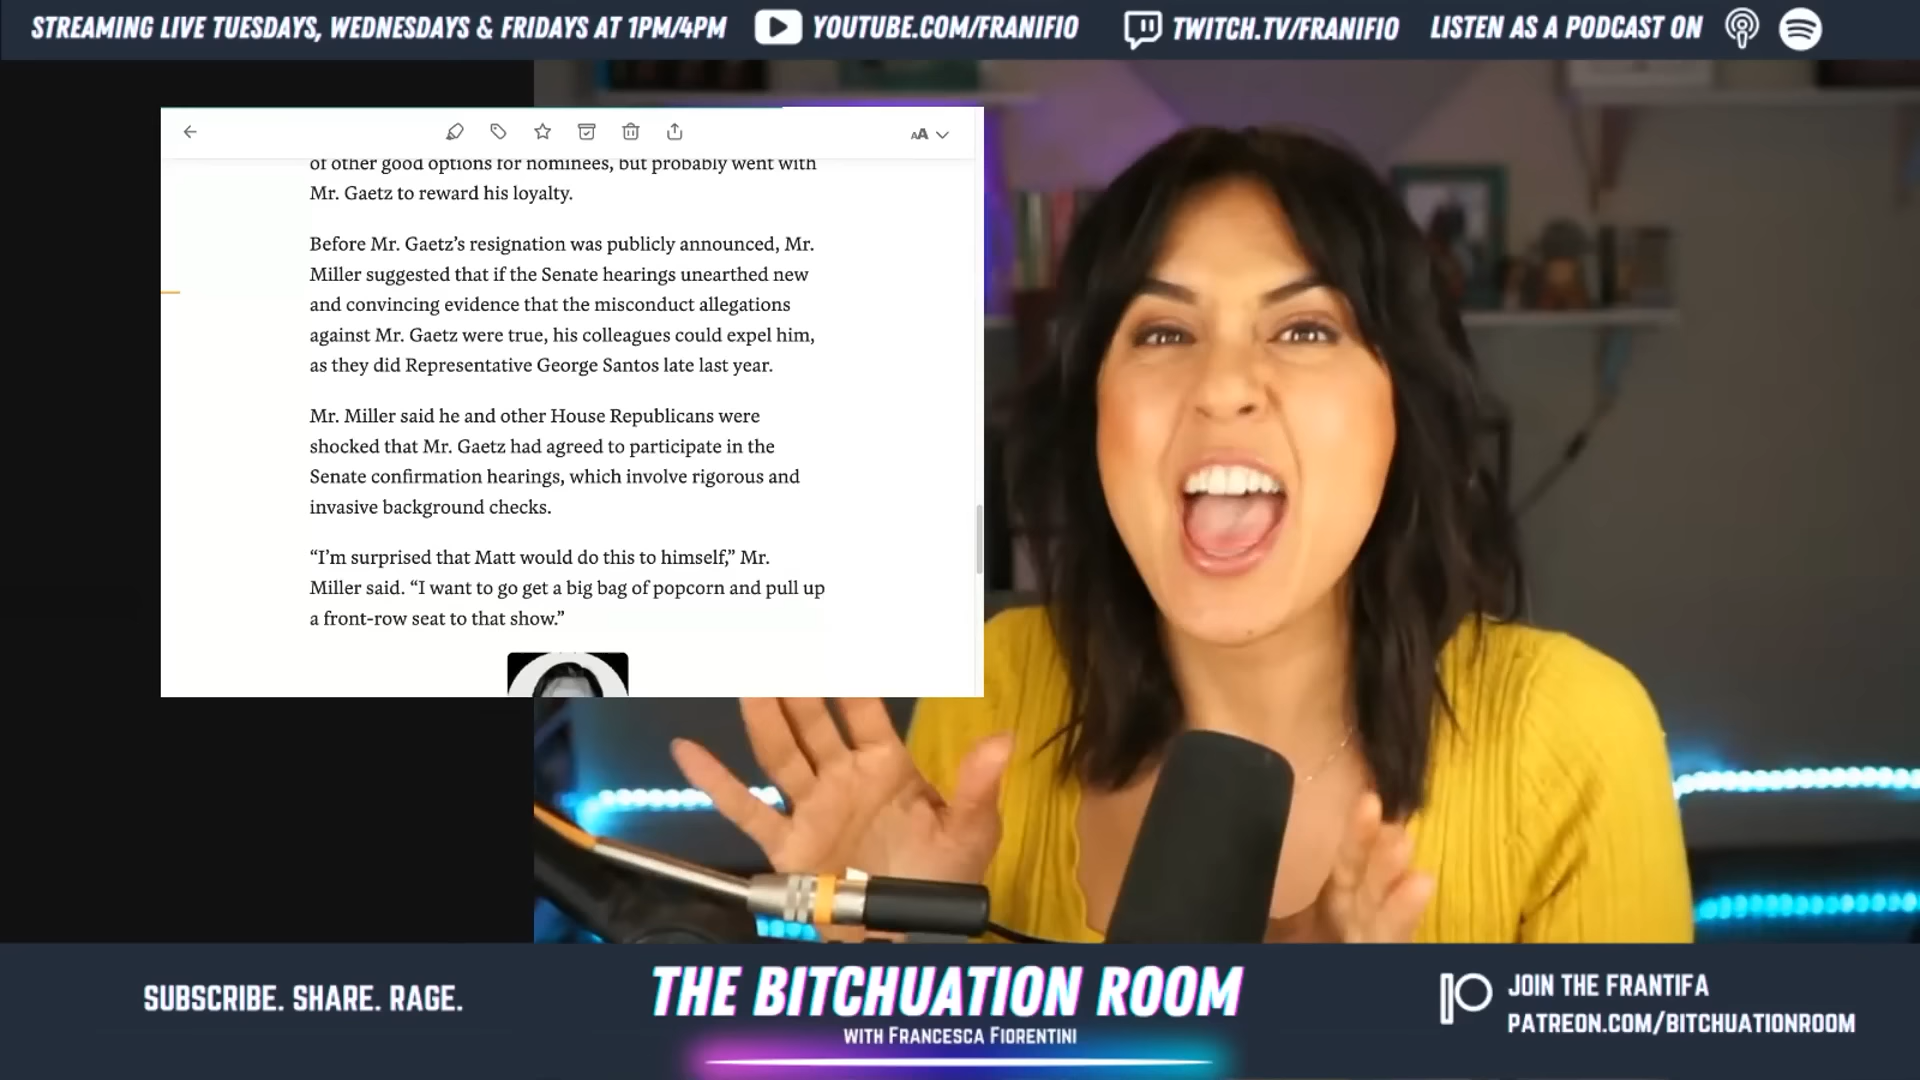 STREAMING LIVE TUESDAYS, WEDNESDAYS & FRIDAYS AT 1PM/4PM
YOUTUBE.COM/FRANIFIO
TWITCH.TV/FRANIFIO
LISTEN AS A PODCAST ON
AA
of other good options for nominees, but probably went with
Mr. Gaetz to reward his loyalty.
Before Mr. Gaetz’s resignation was publicly announced, Mr.
Miller suggested that if the Senate hearings unearthed new
and convincing evidence that the misconduct allegations
against Mr. Gaetz were true, his colleagues could expel him,
as they did Representative George Santos late last year.
Mr. Miller said he and other House Republicans were
shocked that Mr. Gaetz had agreed to participate in the
Senate confirmation hearings, which involve rigorous and
invasive background checks.
“I’m surprised that Matt would do this to himself,” Mr.
Miller said. “I want to go get a big bag of popcorn and pull up
a front-row seat to that show.”
SUBSCRIBE. SHARE. RAGE.
THE BITCHUATION ROOM
WITH FRANCESCA FIORENTINI
JOIN THE FRANTIFA
PATREON.COM/BITCHUATIONROOM